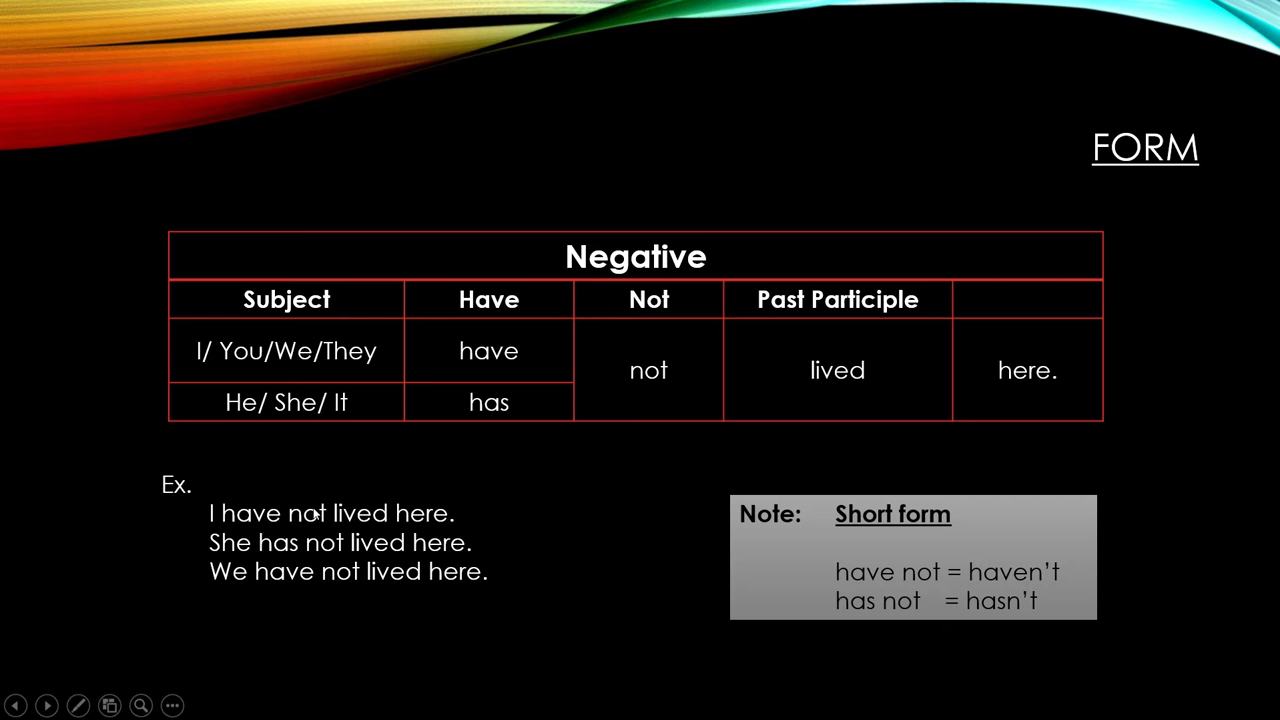 FORM
Negative
Subject Have Not Past Participle
I/ You/We/They have not lived here.
He/ She/ It has
Ex.
I have not lived here.
She has not lived here.
We have not lived here.
Note: Short form
have not = haven’t
has not = hasn’t